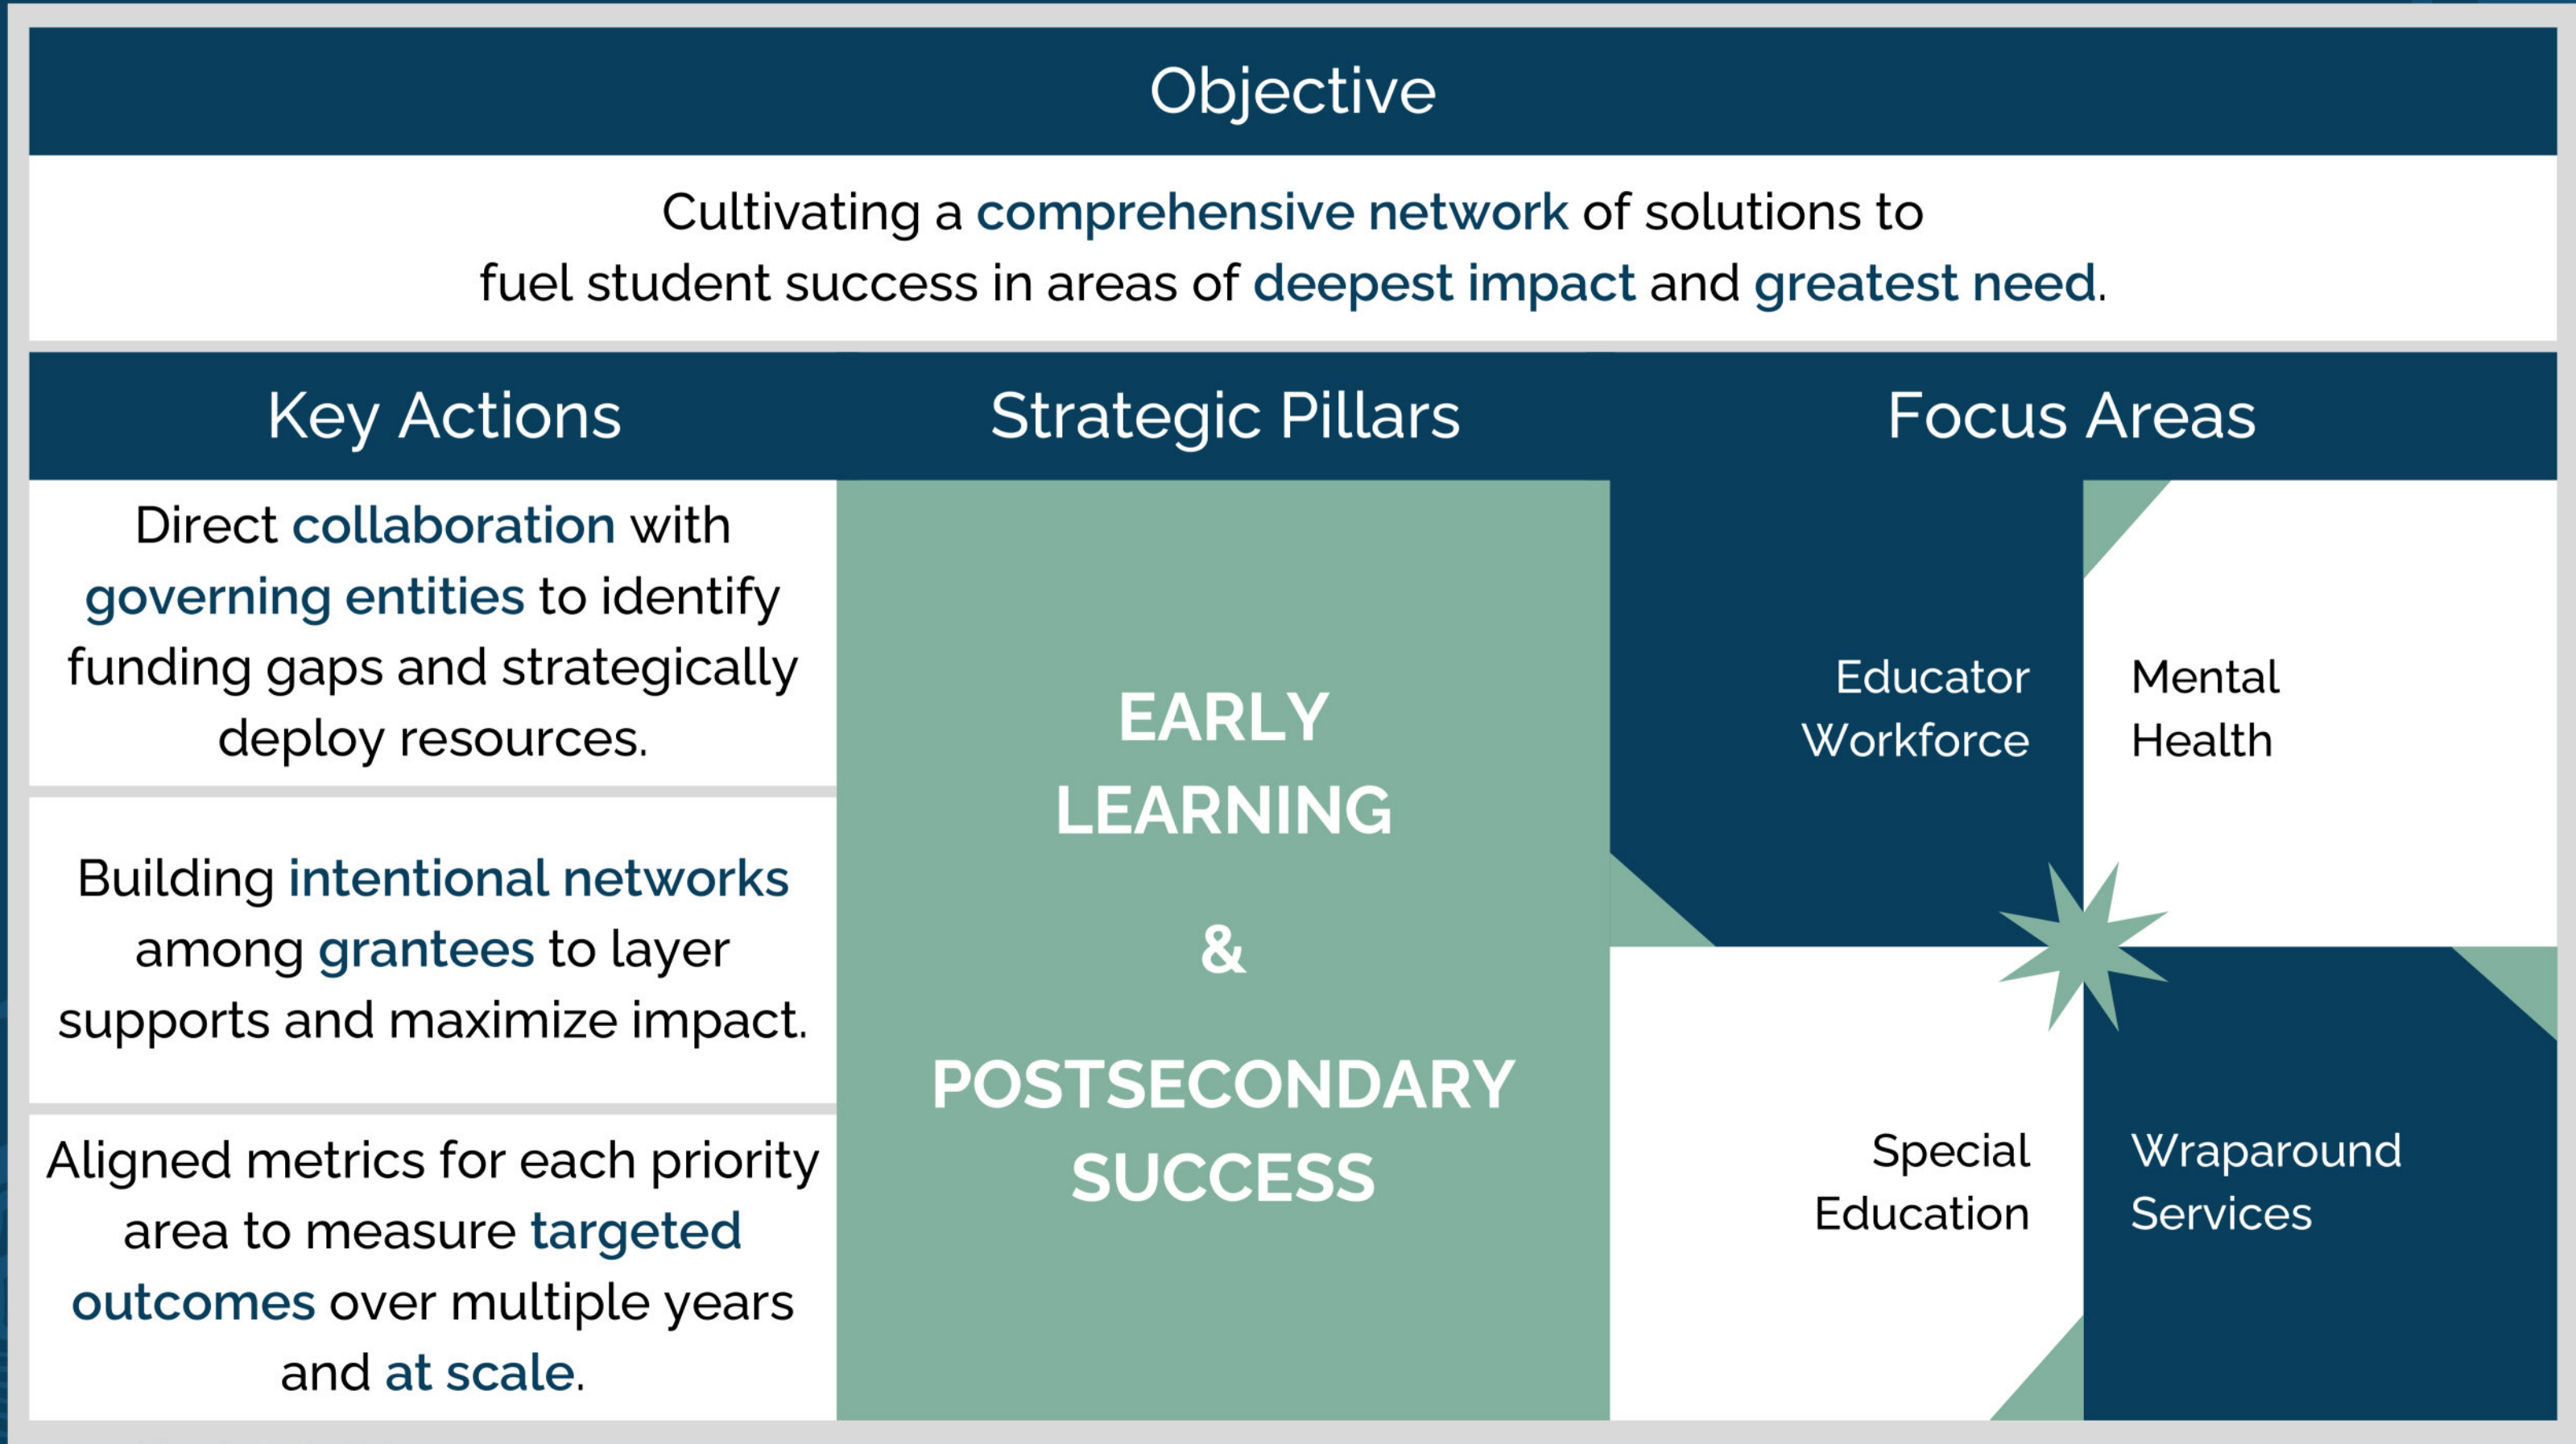 Objective
Cultivating a comprehensive network of solutions to
fuel student success in areas of deepest impact and greatest need.
Key Actions
Direct collaboration with
governing entities to identify
funding gaps and strategically
deploy resources.
Building intentional networks
among grantees to layer
supports and maximize impact.
Aligned metrics for each priority
area to measure targeted
outcomes over multiple years
and at scale.
Strategic Pillars
EARLY
LEARNING
&
POSTSECONDARY
SUCCESS
Focus Areas
Educator
Workforce
Mental
Health
Special
Education
Wraparound
Services